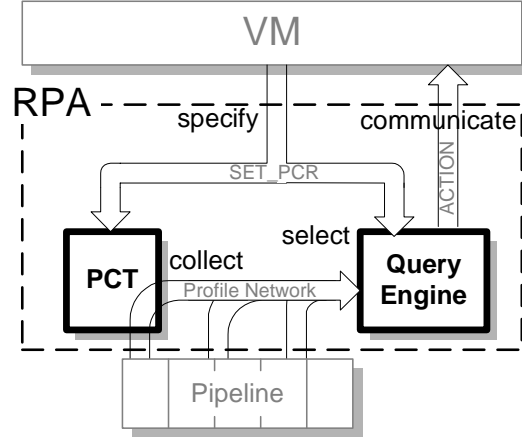 VM
RPA
specify
communicate
SET_PCR
ACTION
select
PCT
collect
Query
Engine
Profile Network
Pipeline